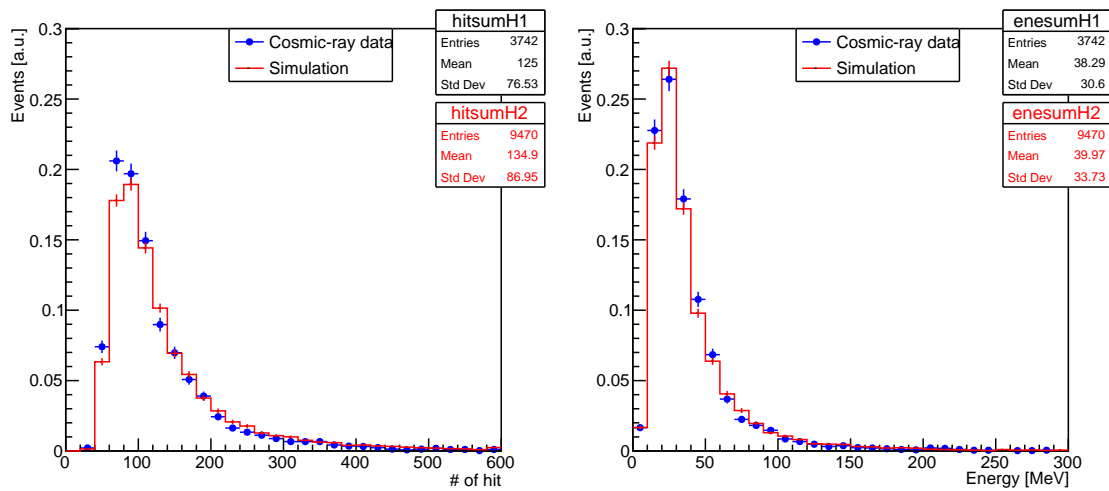 hitsumH1
Entries 3742
Mean 125
Std Dev 76.53
hitsumH2
Entries 9470
Mean 134.9
Std Dev 86.95
Cosmic-ray data
Simulation
Events [a.u.]
0.3
0.25
0.2
0.15
0.1
0.05
0
0 100 200 300 400 500 600
# of hit
enesumH1
Entries 3742
Mean 38.29
Std Dev 30.6
enesumH2
Entries 9470
Mean 39.97
Std Dev 33.73
Cosmic-ray data
Simulation
Events [a.u.]
0.3
0.25
0.2
0.15
0.1
0.05
0
0 50 100 150 200 250 300
Energy [MeV]